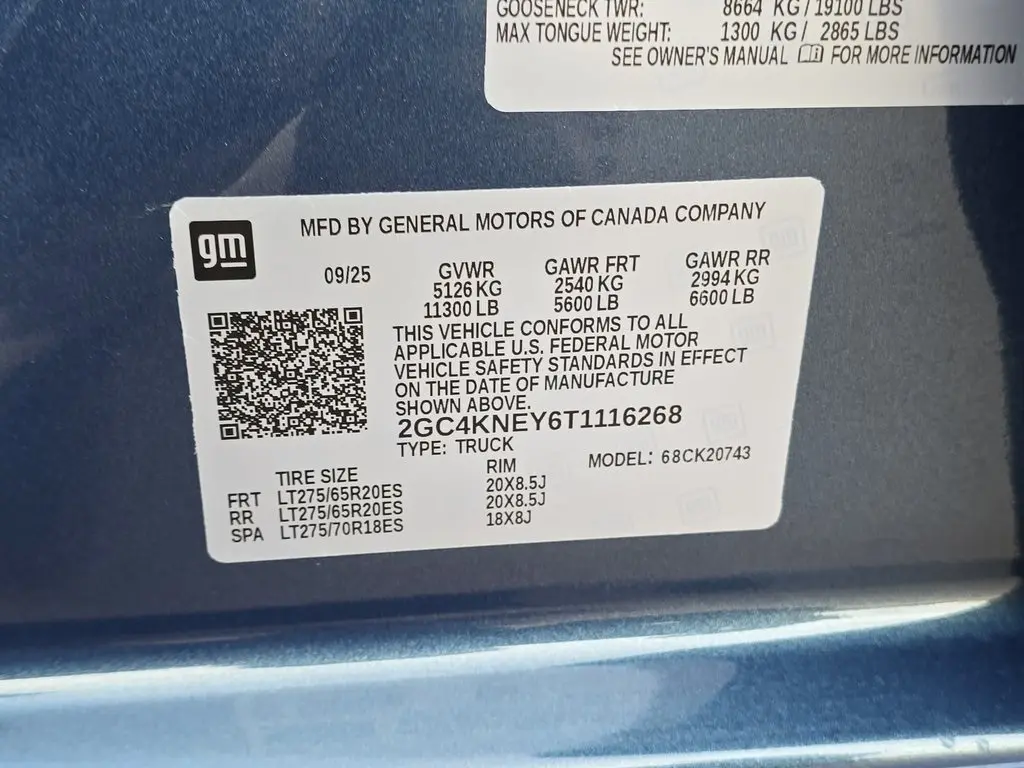 GOOSENECK TWR: 8664 KG/19100 LBS
MAX TONGUE WEIGHT: 1300 KG/ 2865 LBS
SEE OWNER'S MANUAL FOR MORE INFORMATION
gm
MFD BY GENERAL MOTORS OF CANADA COMPANY
09/25 GVWR GAWR FRT GAWR RR
5126 KG 2540 KG 2994 KG
11300 LB 5600 LB 6600 LB
THIS VEHICLE CONFORMS TO ALL
APPLICABLE U.S. FEDERAL MOTOR
VEHICLE SAFETY STANDARDS IN EFFECT
ON THE DATE OF MANUFACTURE
SHOWN ABOVE.
2GC4KNEY6T1116268
TYPE: TRUCK MODEL: 68CK20743
TIRE SIZE RIM
FRT LT275/65R20ES 20X8.5J
RR LT275/65R20ES 20X8.5J
SPA LT275/70R18ES 18X8J